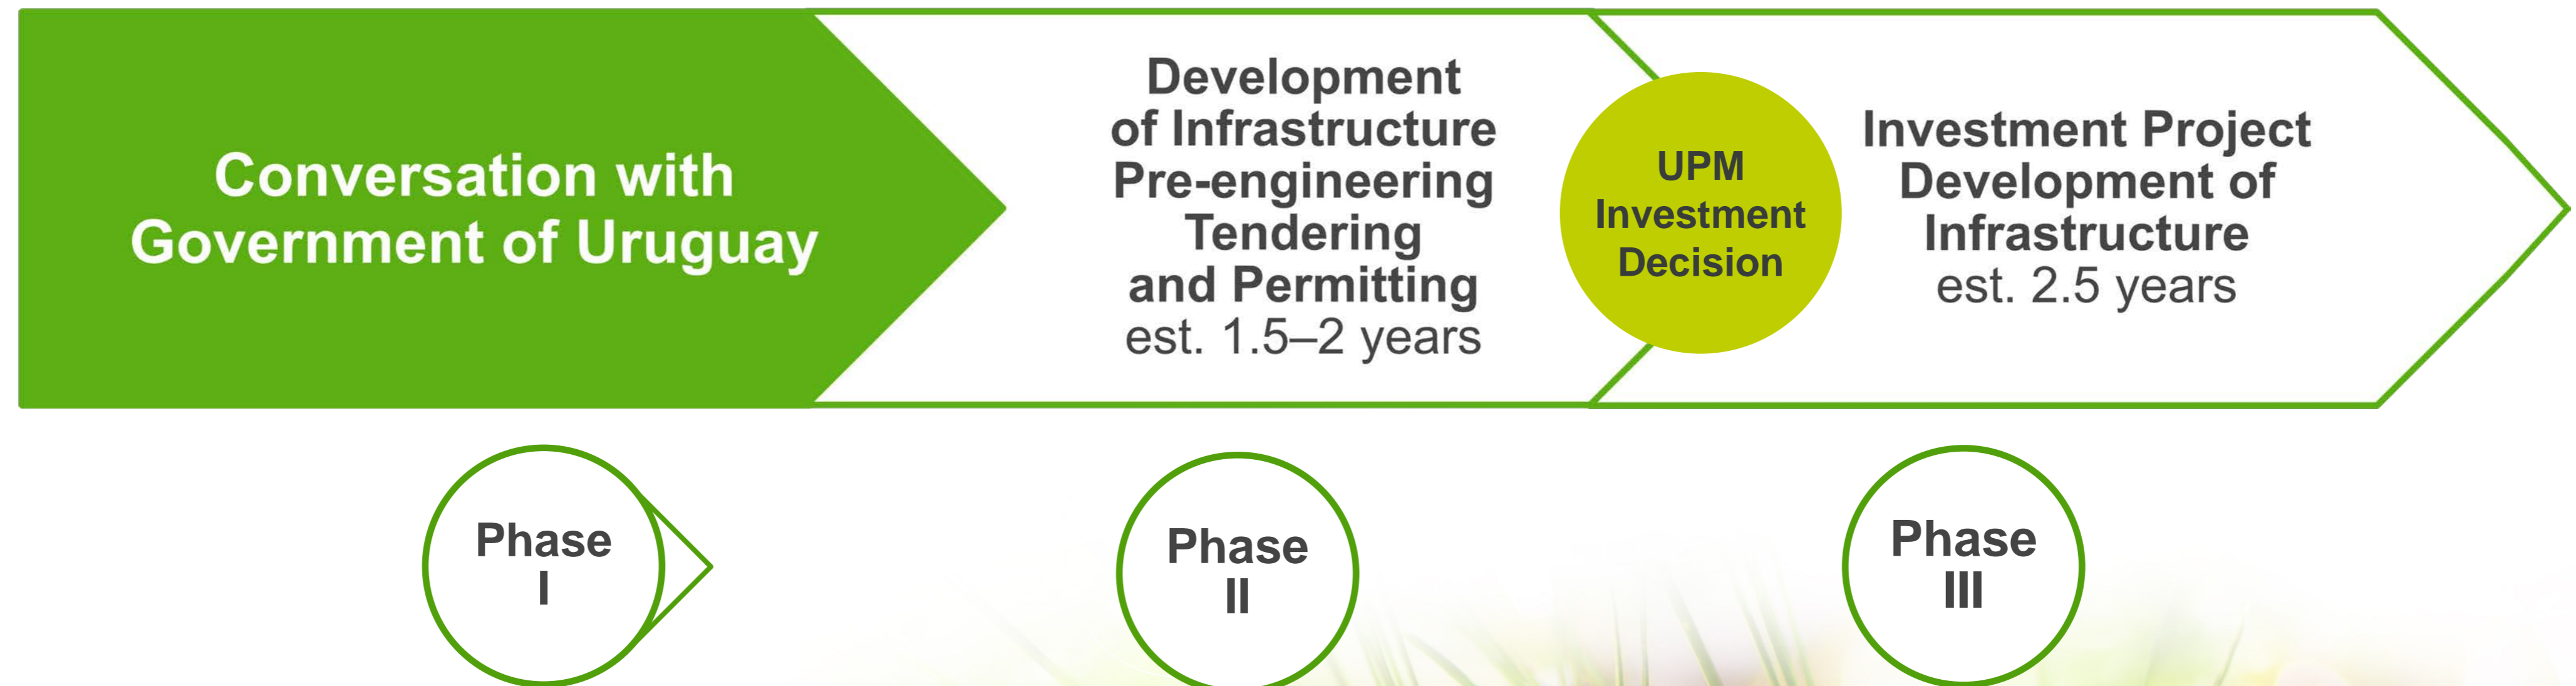 Conversation with
Government of Uruguay
Development
of Infrastructure
Pre-engineering
Tendering
and Permitting
est. 1.5–2 years
UPM
Investment
Decision
Investment Project
Development of
Infrastructure
est. 2.5 years
Phase
I
Phase
II
Phase
III